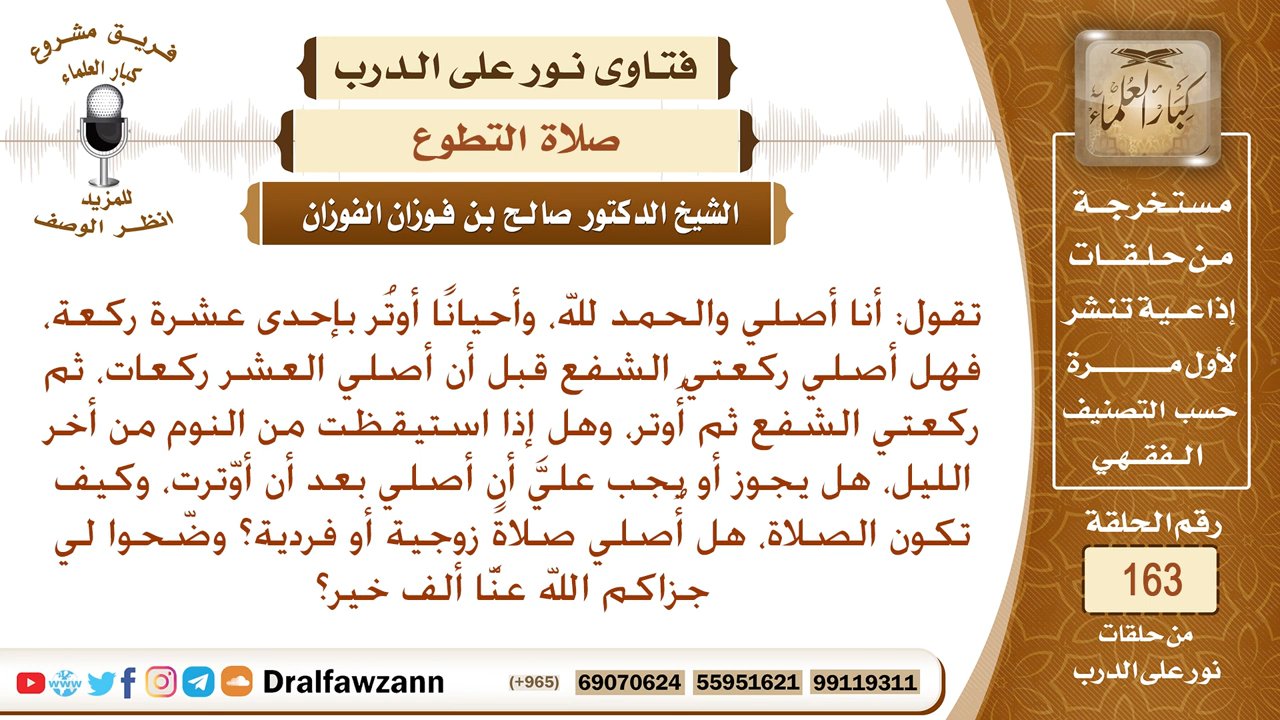 فريق مشروع
كبار العلماء
للمزيد
انظر الوصف
فتاوى نور على الدرب
صلاة التطوع
الشيخ الدكتور صالح بن فوزان الفوزان
تقول: أنا أصلي والحمد لله، وأحيانًا أوتُر بإحدى عشرة ركعة،
فهل أصلي ركعتي الشفع قبل أن أصلي العشر ركعات، ثم
ركعتي الشفع ثم أوتر، وهل إذا استيقظت من النوم من أخر
الليل، هل يجوز أو يجب عليَّ أن أصلي بعد أن أوّترت، وكيف
تكون الصلاة، هل أصلي صلاةً زوجية أو فردية؟ وضّحوا لي
جزاكم الله عنّا ألف خير؟
كبار العلماء
مستخرجة
من حلقات
إذاعية تنشر
لأول مرة
حسب التصنيف
الفقهي
رقم الحلقة
163
من حلقات
نور على الدرب
www
Dralfawzann
(+965) 69070624 55951621 99119311